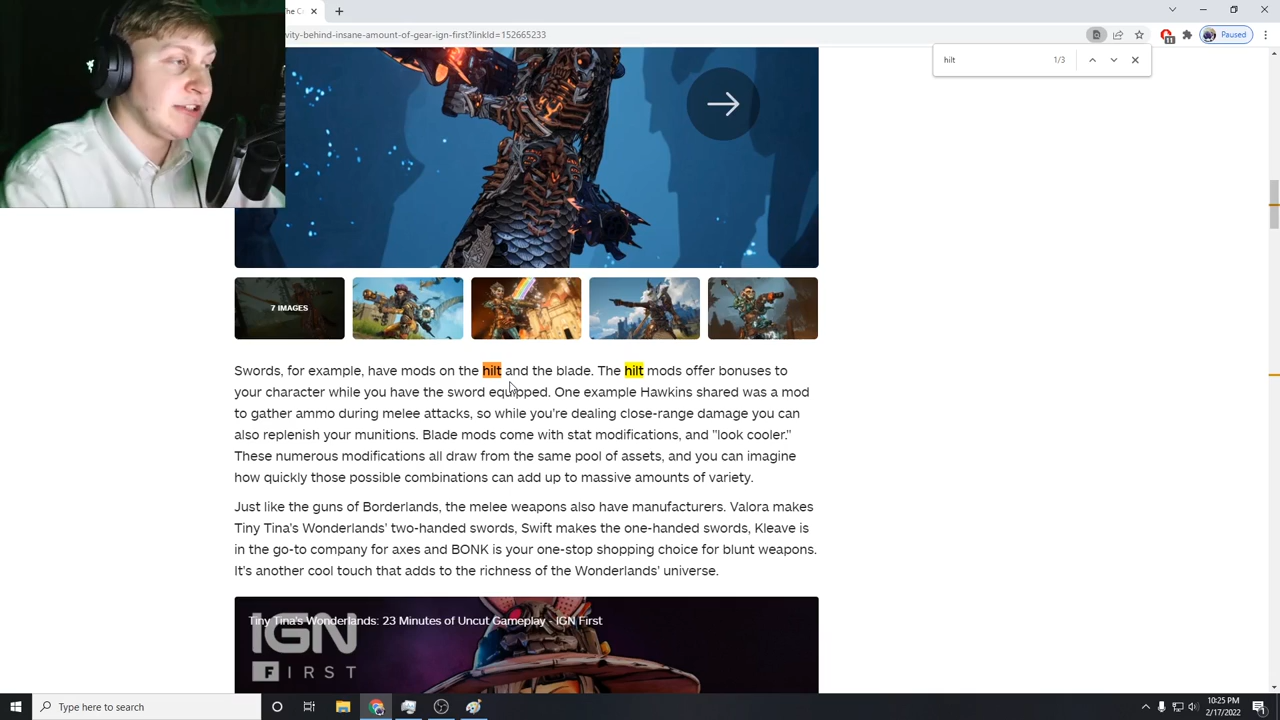 The C
vity-behind-insane-amount-of-gear-ign-first?linkId=152665233
11
Paused
hilt
1/3
7 IMAGES
Swords, for example, have mods on the hilt and the blade. The hilt mods offer bonuses to
your character while you have the sword equipped. One example Hawkins shared was a mod
to gather ammo during melee attacks, so while you're dealing close-range damage you can
also replenish your munitions. Blade mods come with stat modifications, and "look cooler."
These numerous modifications all draw from the same pool of assets, and you can imagine
how quickly those possible combinations can add up to massive amounts of variety.
Just like the guns of Borderlands, the melee weapons also have manufacturers. Valora makes
Tiny Tina's Wonderlands' two-handed swords, Swift makes the one-handed swords, Kleave is
in the go-to company for axes and BONK is your one-stop shopping choice for blunt weapons.
It's another cool touch that adds to the richness of the Wonderlands' universe.
Tiny Tina's Wonderlands: 23 Minutes of Uncut Gameplay - IGN First
IGN
F FIRST
Type here to search
10:25 PM
2/17/2022
1